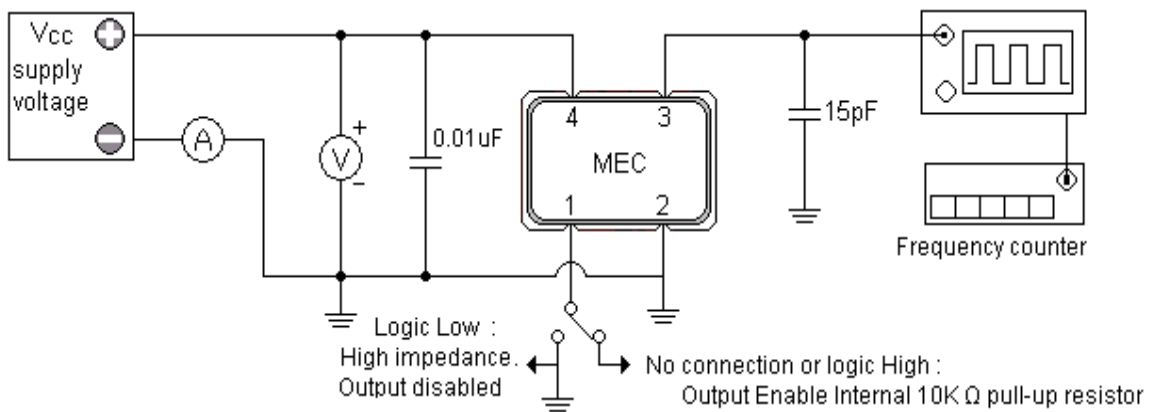 Vcc
supply
voltage
A
V
+
−
0.01uF
4
3
MEC
1
2
15pF
Frequency counter
Logic Low :
High impedance.
Output disabled
No connection or logic High :
Output Enable Internal 10K Ω pull-up resistor